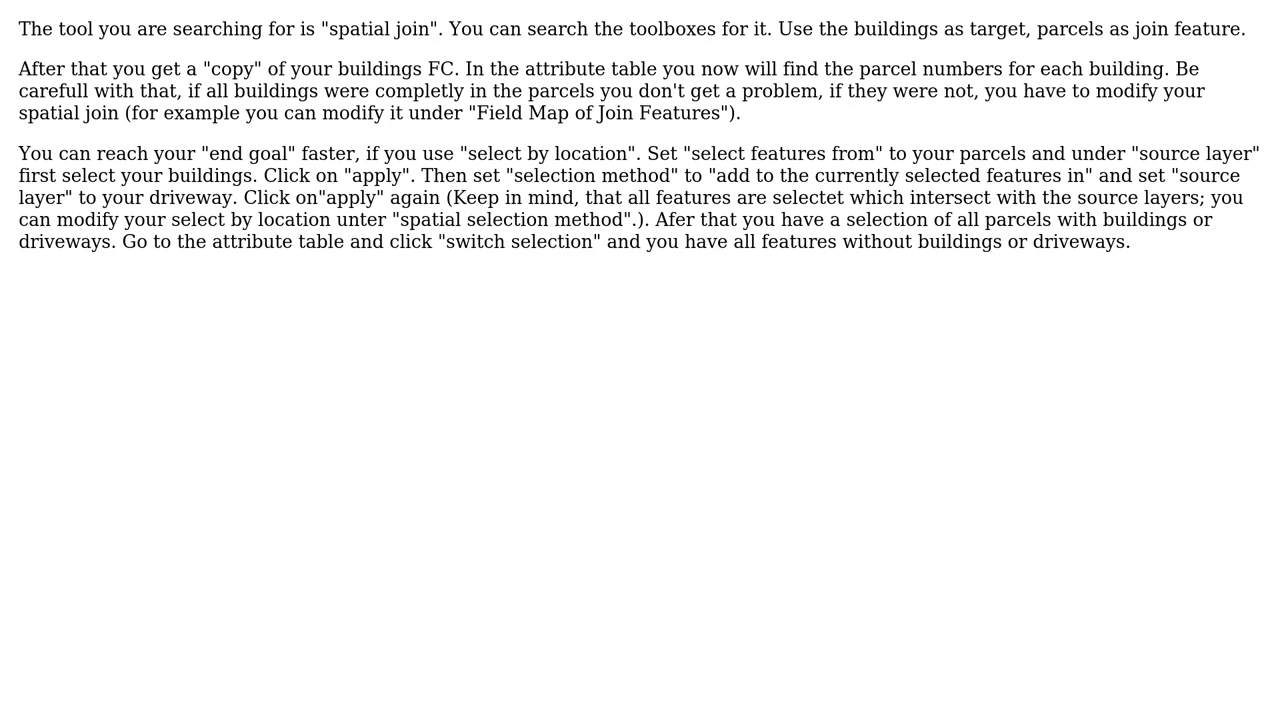 The tool you are searching for is "spatial join". You can search the toolboxes for it. Use the buildings as target, parcels as join feature.
After that you get a "copy" of your buildings FC. In the attribute table you now will find the parcel numbers for each building. Be
carefull with that, if all buildings were completly in the parcels you don't get a problem, if they were not, you have to modify your
spatial join (for example you can modify it under "Field Map of Join Features").
You can reach your "end goal" faster, if you use "select by location". Set "select features from" to your parcels and under "source layer"
first select your buildings. Click on "apply". Then set "selection method" to "add to the currently selected features in" and set "source
layer" to your driveway. Click on"apply" again (Keep in mind, that all features are selectet which intersect with the source layers; you
can modify your select by location unter "spatial selection method".). Afer that you have a selection of all parcels with buildings or
driveways. Go to the attribute table and click "switch selection" and you have all features without buildings or driveways.